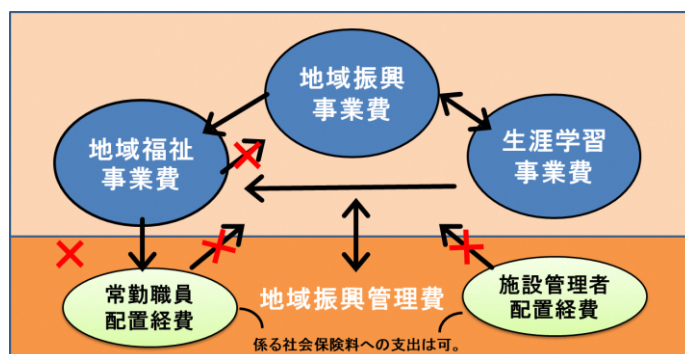 地域振興
事業費
地域福祉
事業費
生涯学習
事業費
常勤職員
配置経費
地域振興管理費
施設管理者
配置経費
係る社会保険料への支出は可。